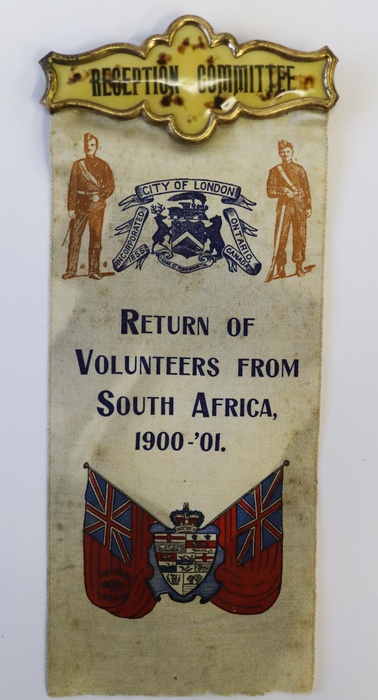 RECEPTION COMMITTEE
CITY OF LONDON
INCORPORATED 1855
ONTARIO, CANADA.
RETURN OF
VOLUNTEERS FROM
SOUTH AFRICA,
1900-'01.